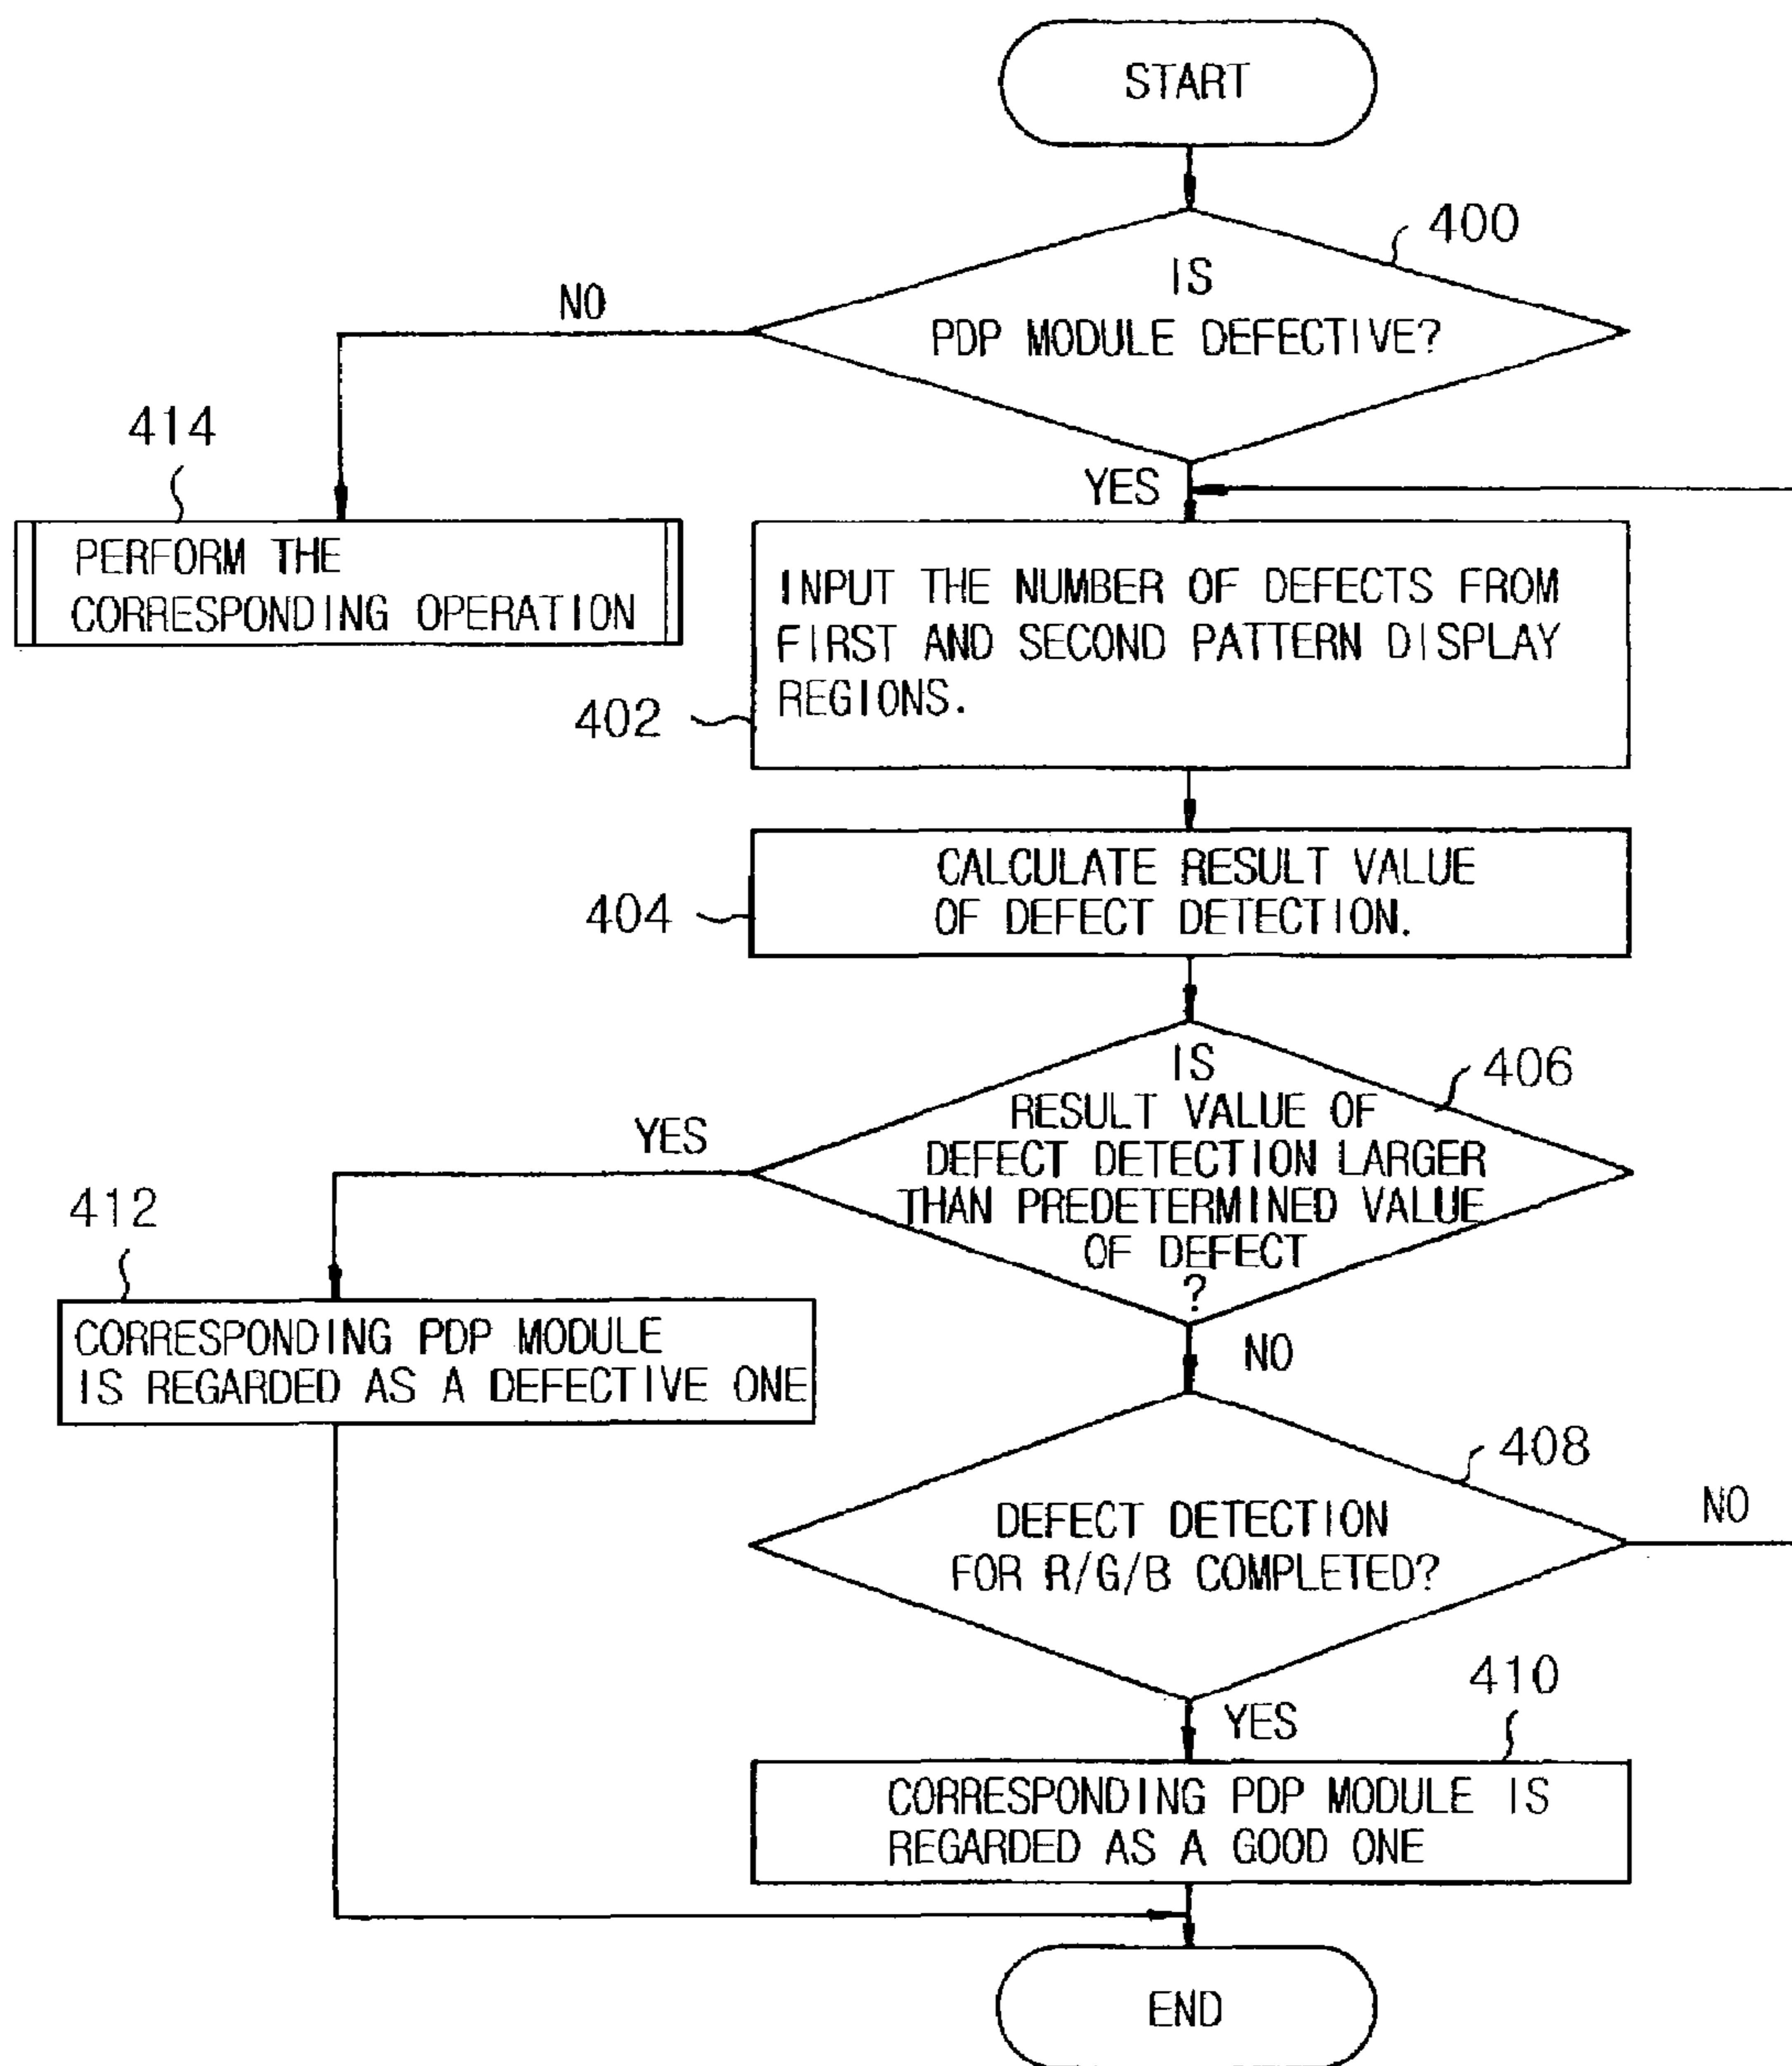 START
400
IS
PDP MODULE DEFECTIVE?
NO
414
YES
PERFORM THE
CORRESPONDING OPERATION
INPUT THE NUMBER OF DEFECTS FROM
FIRST AND SECOND PATTERN DISPLAY
REGIONS.
402
CALCULATE RESULT VALUE
OF DEFECT DETECTION.
404
IS
RESULT VALUE OF
DEFECT DETECTION LARGER
THAN PREDETERMINED VALUE
OF DEFECT
?
406
YES
412
CORRESPONDING PDP MODULE
IS REGARDED AS A DEFECTIVE ONE
NO
408
DEFECT DETECTION
FOR R/G/B COMPLETED?
NO
410
YES
CORRESPONDING PDP MODULE IS
REGARDED AS A GOOD ONE
END